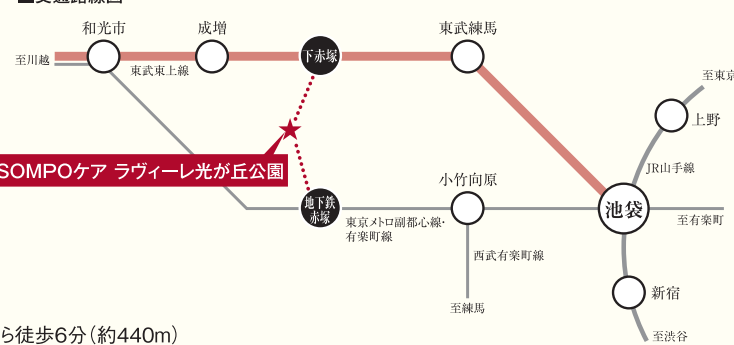 和光市
成増
下赤塚
東武練馬
至川越
東武東上線
至東京
上野
JR山手線
SOMPOケア ラヴィーレ光が丘公園
小竹向原
地下鉄
赤塚
池袋
東京メトロ副都心線・
有楽町線
至有楽町
西武有楽町線
新宿
至練馬
至渋谷
ら徒歩6分（約440m）